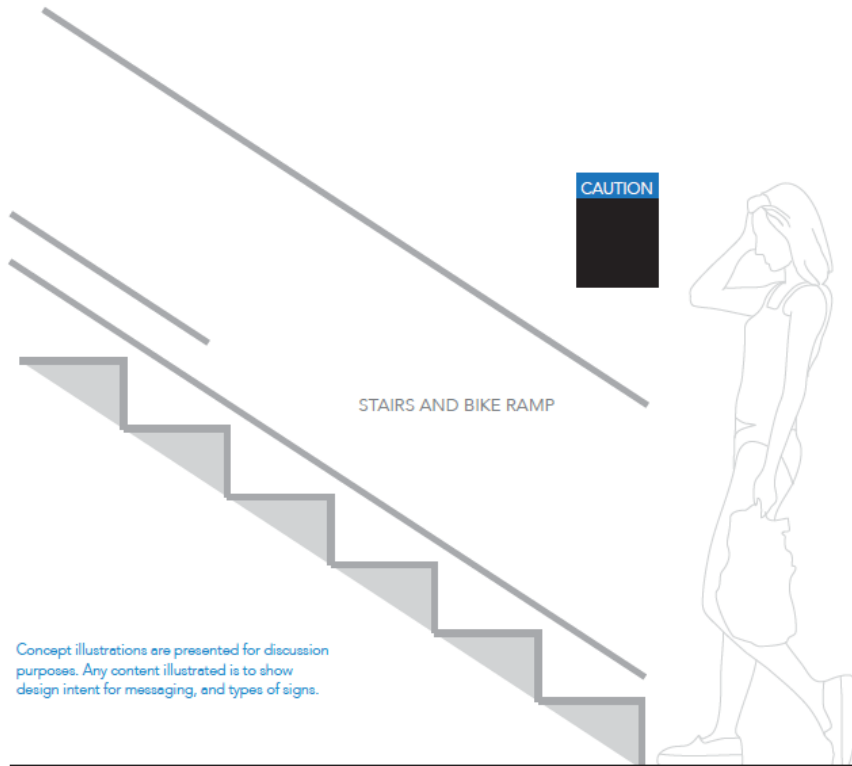 CAUTION
STAIRS AND BIKE RAMP
Concept illustrations are presented for discussion
purposes. Any content illustrated is to show
design intent for messaging, and types of signs.